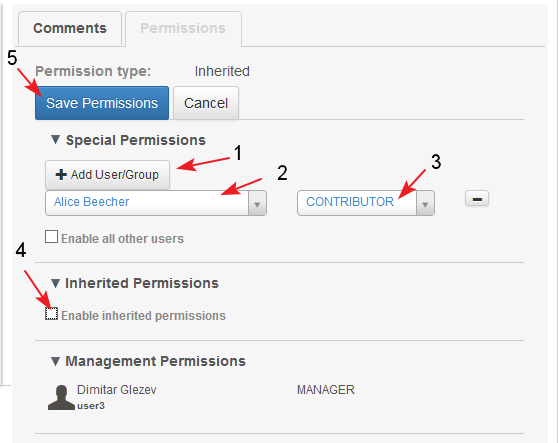 Comments Permissions
5
Permission type: Inherited
Save Permissions Cancel
▼ Special Permissions
+ Add User/Group 1
2 3
Alice Beecher CONTRIBUTOR
Enable all other users
4
▼ Inherited Permissions
Enable inherited permissions
▼ Management Permissions
Dimitar Glezev MANAGER
user3